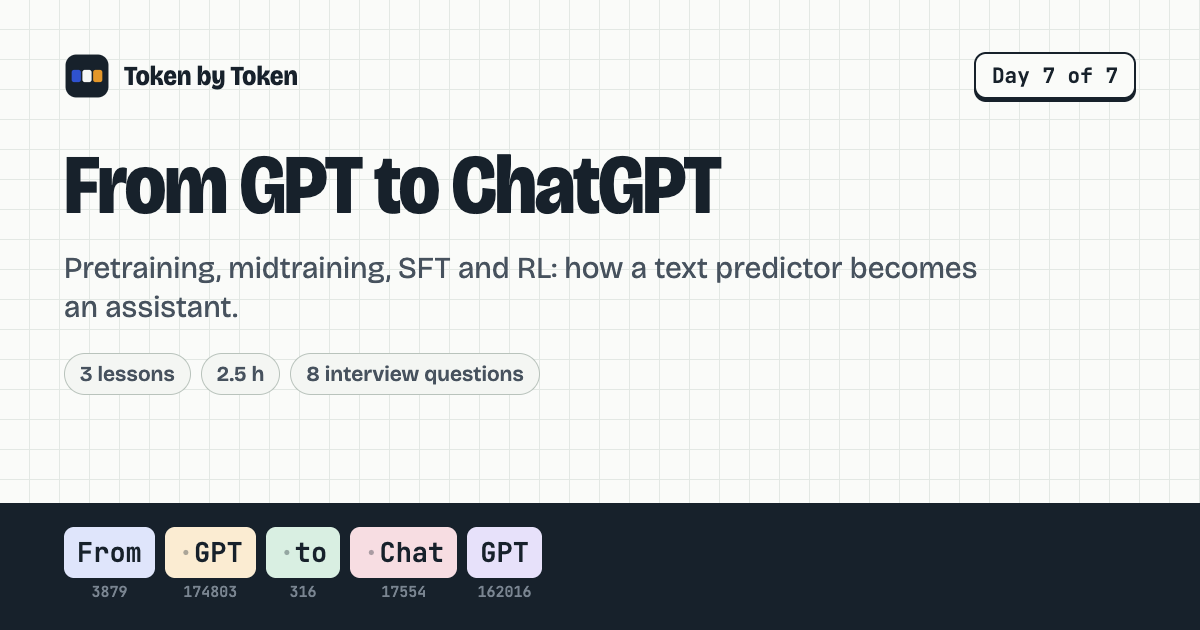 Token by Token
Day 7 of 7
From GPT to ChatGPT
Pretraining, midtraining, SFT and RL: how a text predictor becomes
an assistant.
3 lessons
2.5 h
8 interview questions
From ·GPT ·to ·Chat GPT
3879 174803 316 17554 162016